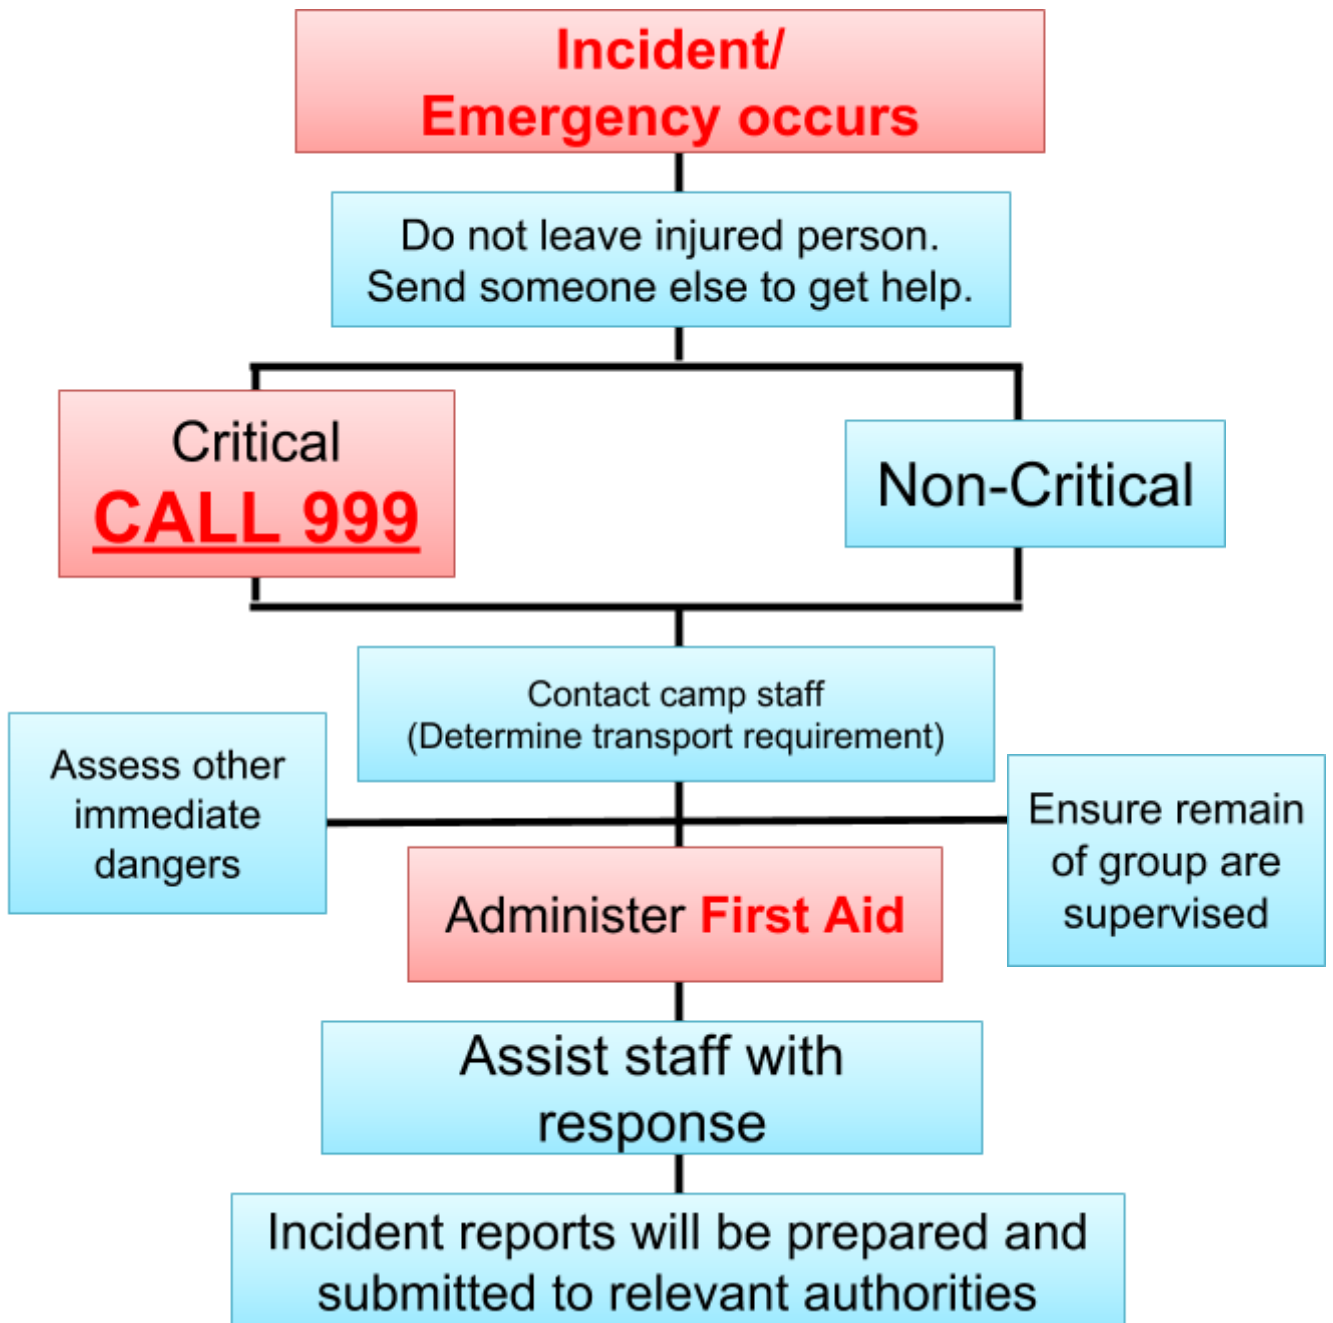 Incident/
Emergency occurs
Do not leave injured person.
Send someone else to get help.
Critical
CALL 999
Non-Critical
Contact camp staff
(Determine transport requirement)
Assess other
immediate
dangers
Ensure remain
of group are
supervised
Administer First Aid
Assist staff with
response
Incident reports will be prepared and
submitted to relevant authorities